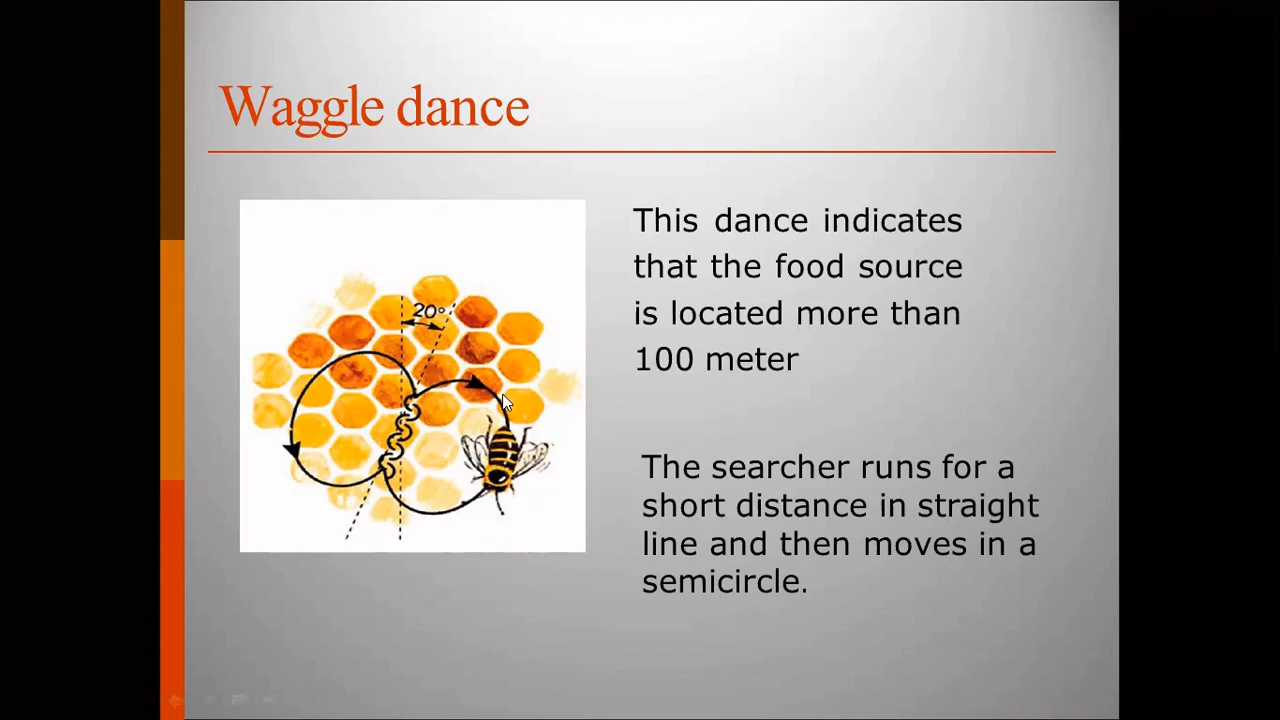 Waggle dance
20°
This dance indicates
that the food source
is located more than
100 meter
The searcher runs for a
short distance in straight
line and then moves in a
semicircle.